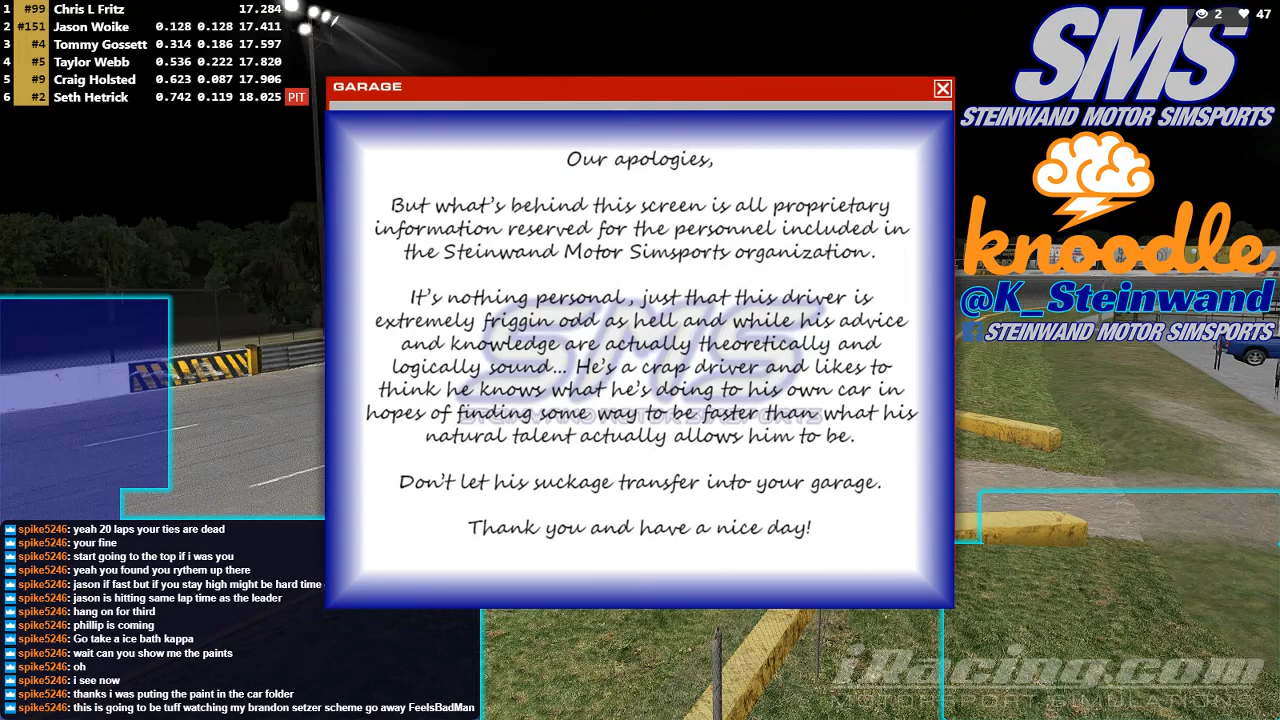 1 #99 Chris L Fritz 17.284
2 #151 Jason Woike 0.128 0.128 17.411
3 #4 Tommy Gossett 0.314 0.186 17.597
4 #5 Taylor Webb 0.536 0.222 17.820
5 #9 Craig Holsted 0.623 0.087 17.906
6 #2 Seth Hetrick 0.742 0.119 18.025 PIT
2 47
SMS
STEINWAND MOTOR SIMSPORTS
knoodle
@K_Steinwand
STEINWAND MOTOR SIMSPORTS
GARAGE
Our apologies,
But what's behind this screen is all proprietary
information reserved for the personnel included in
the Steinwand Motor Simsports organization.
It's nothing personal, just that this driver is
extremely friggin odd as hell and while his advice
and knowledge are actually theoretically and
logically sound... He's a crap driver and likes to
think he knows what he's doing to his own car in
hopes of finding some way to be faster than what his
natural talent actually allows him to be.
Don't let his suckage transfer into your garage.
Thank you and have a nice day!
SMS
STEINWAND MOTOR SIMSPORTS
spike5246: yeah 20 laps your ties are dead
spike5246: your fine
spike5246: start going to the top if i was you
spike5246: yeah you found you rythem up there
spike5246: jason if fast but if you stay high might be hard time
spike5246: jason is hitting same lap time as the leader
spike5246: hang on for third
spike5246: phillip is coming
spike5246: Go take a ice bath kappa
spike5246: wait can you show me the paints
spike5246: oh
spike5246: i see now
spike5246: thanks i was puting the paint in the car folder
spike5246: this is going to be tuff watching my brandon setzer scheme go away FeelsBadMan
iRacing.com
MOTORSPORT SIMULATIONS